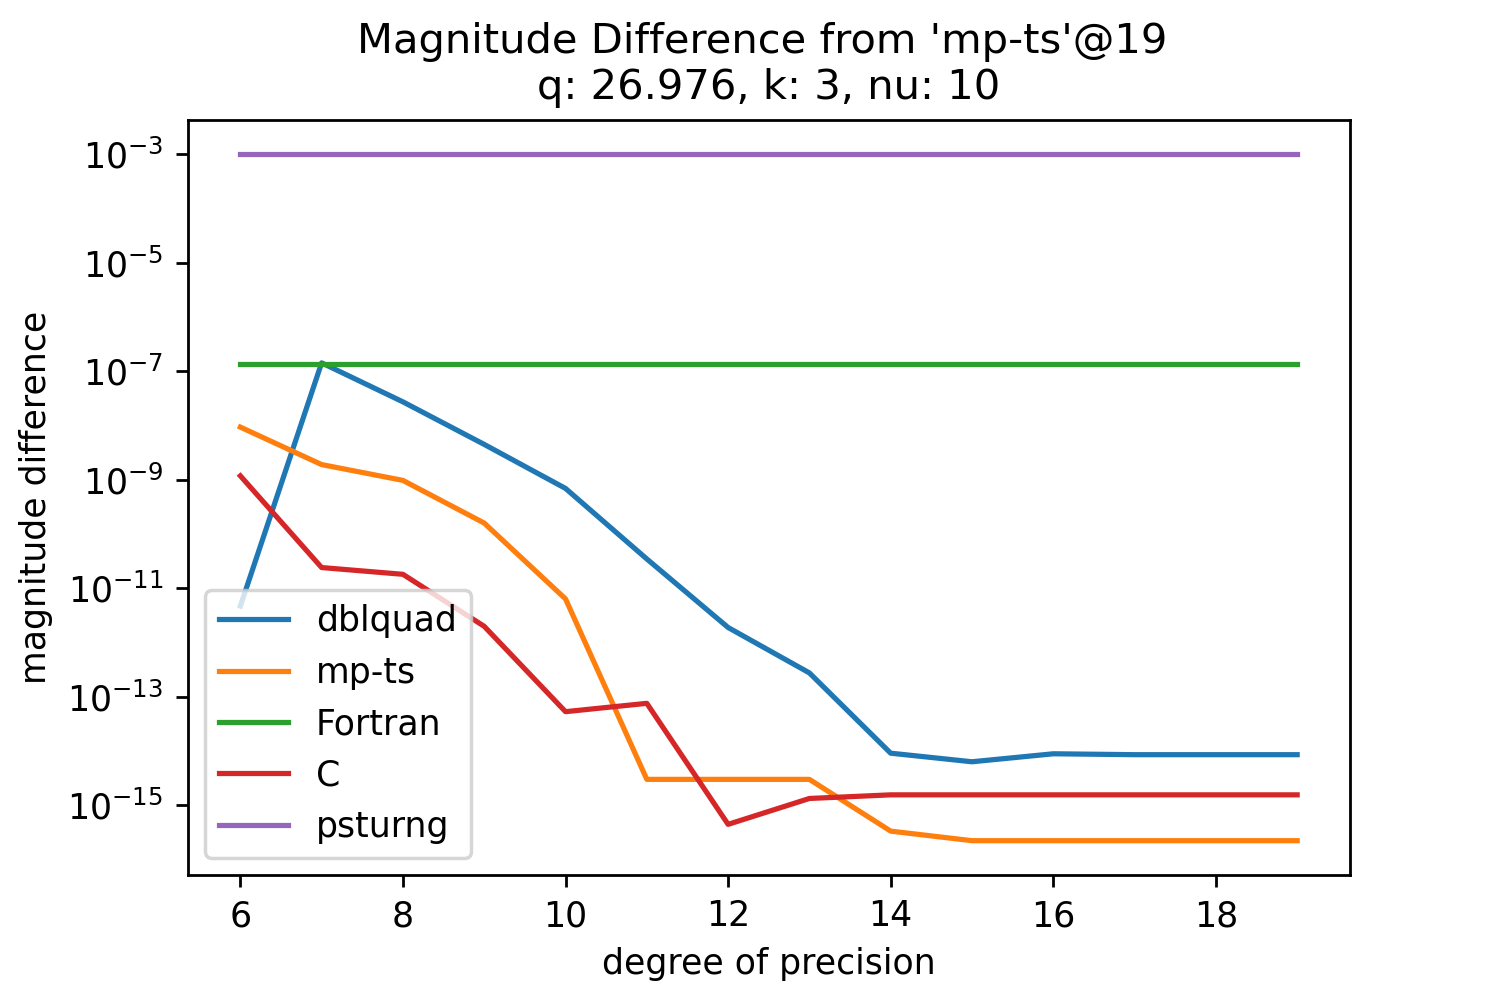 Magnitude Difference from 'mp-ts'@19
q: 26.976, k: 3, nu: 10
magnitude difference
10⁻³
10⁻⁵
10⁻⁷
10⁻⁹
10⁻¹¹
10⁻¹³
10⁻¹⁵
dblquad
mp-ts
Fortran
C
psturng
6 8 10 12 14 16 18
degree of precision